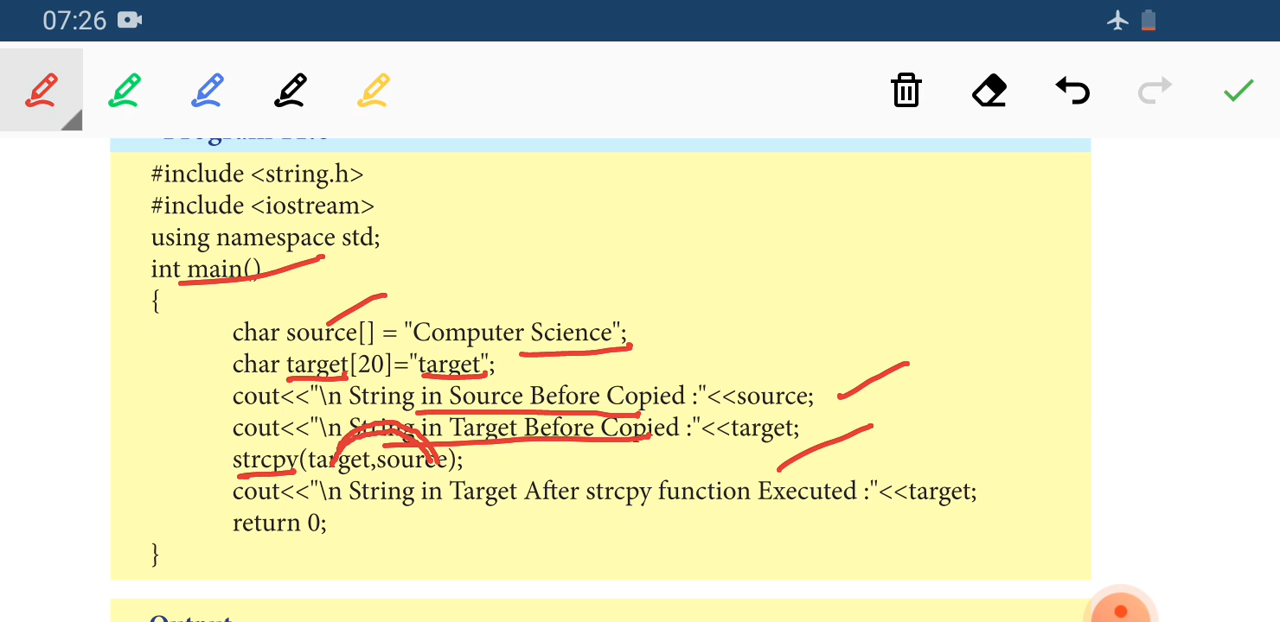 07:26
#include <string.h>
#include <iostream>
using namespace std;
int main()
{
char source[] = "Computer Science";
char target[20]="target";
cout<<"\n String in Source Before Copied :"<<source;
cout<<"\n String in Target Before Copied :"<<target;
strcpy(target,source);
cout<<"\n String in Target After strcpy function Executed :"<<target;
return 0;
}